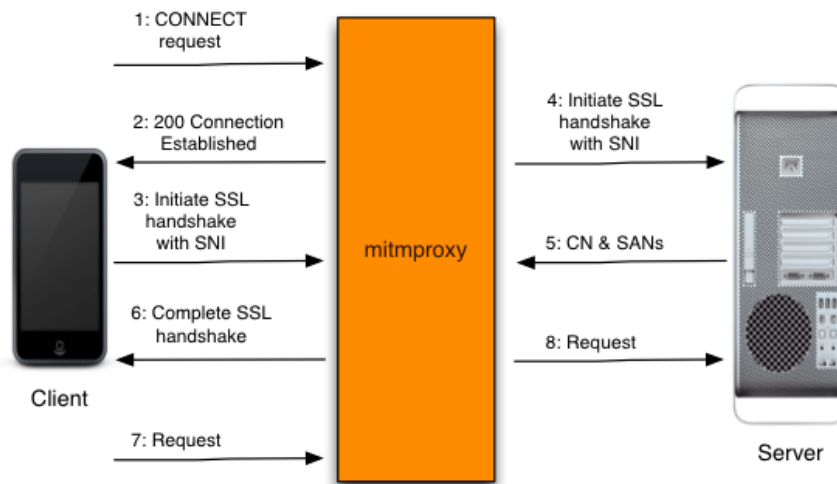 1: CONNECT
request
2: 200 Connection
Established
3: Initiate SSL
handshake
with SNI
4: Initiate SSL
handshake
with SNI
mitmproxy
5: CN & SANs
6: Complete SSL
handshake
7: Request
8: Request
Client
Server